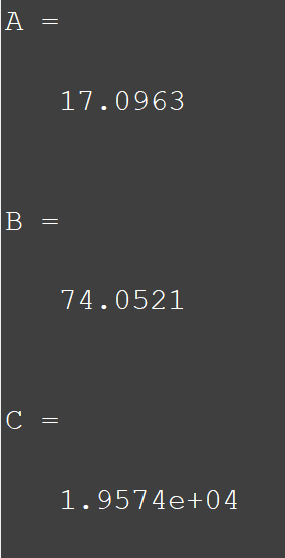 A =
17.0963
B =
74.0521
C =
1.9574e+04